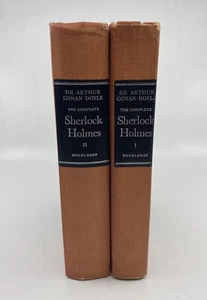 SIR ARTHUR
CONAN DOYLE
THE COMPLETE
Sherlock
Holmes
II
DOUBLEDAY
SIR ARTHUR
CONAN DOYLE
THE COMPLETE
Sherlock
Holmes
I
DOUBLEDAY